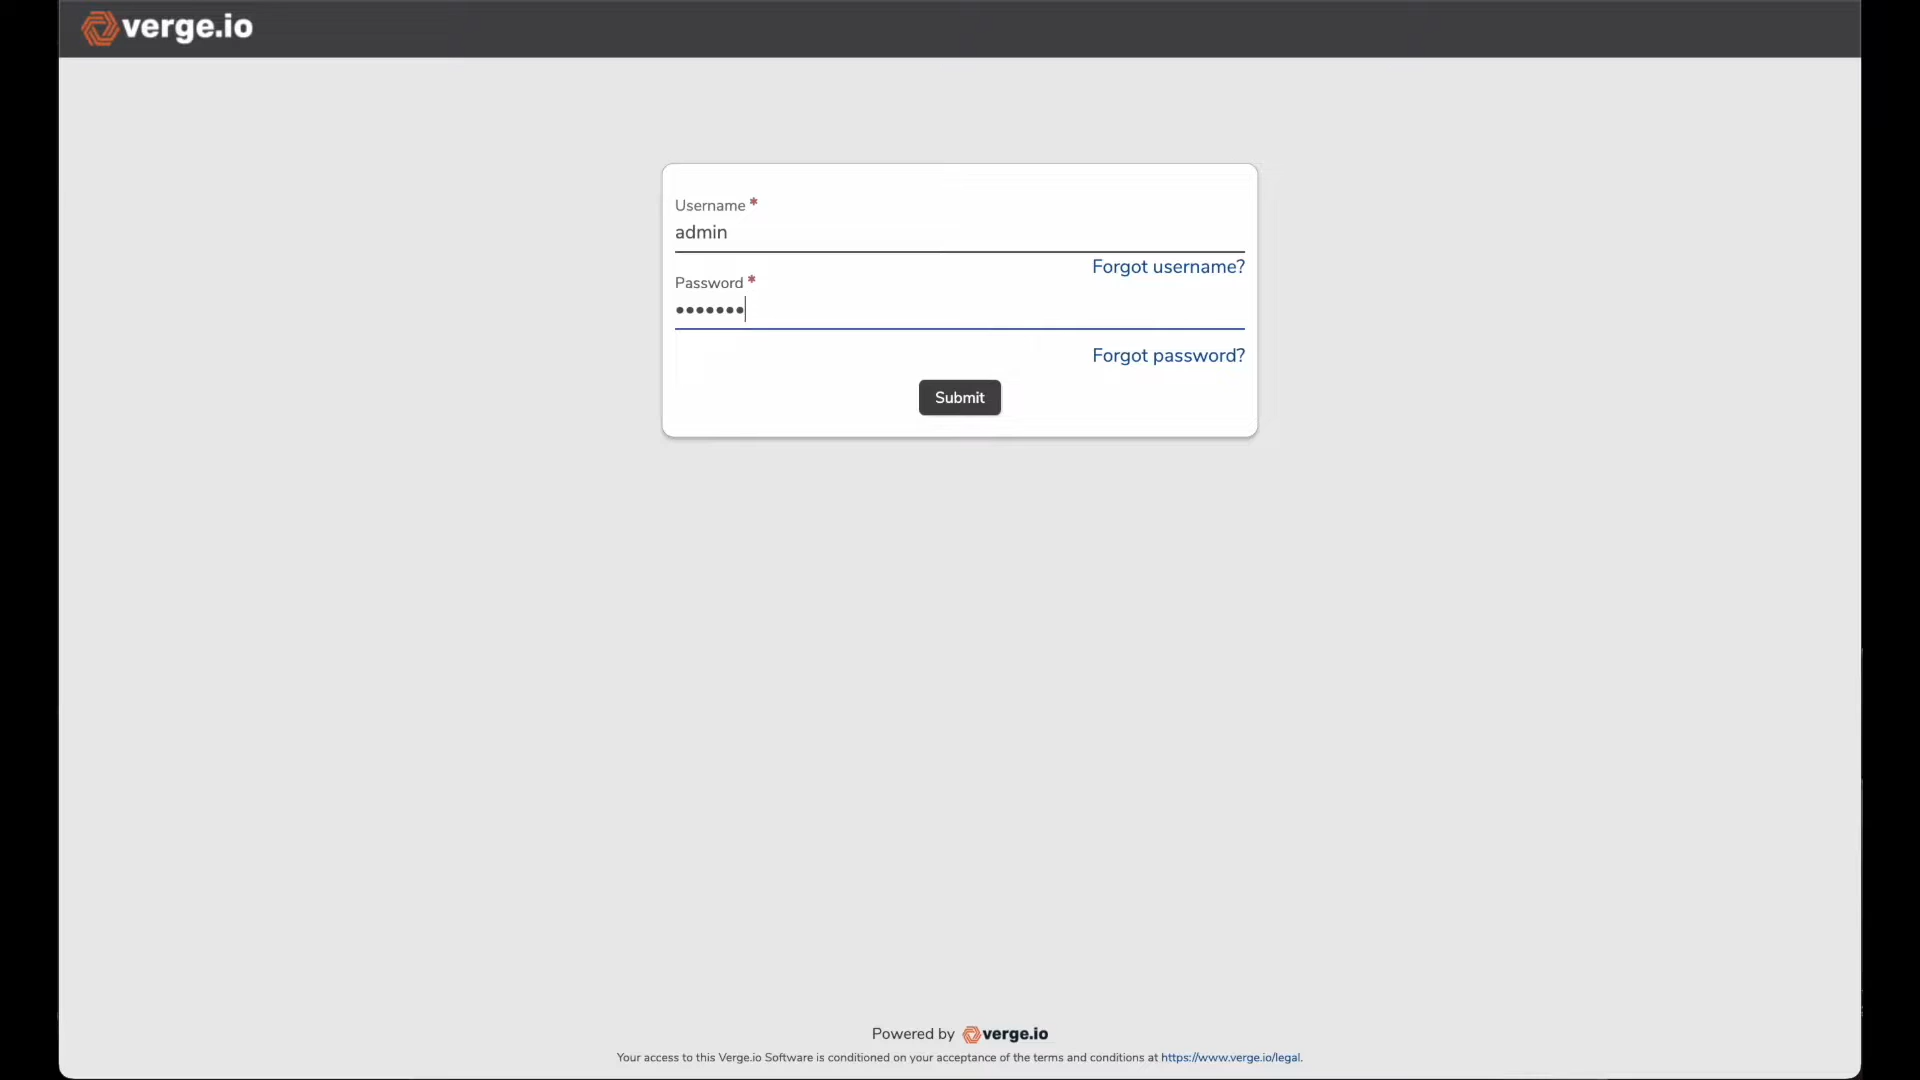 verge.io
Username *
admin
Forgot username?
Password *
•••••••
Forgot password?
Submit
Powered by verge.io
Your access to this Verge.io Software is conditioned on your acceptance of the terms and conditions at https://www.verge.io/legal.